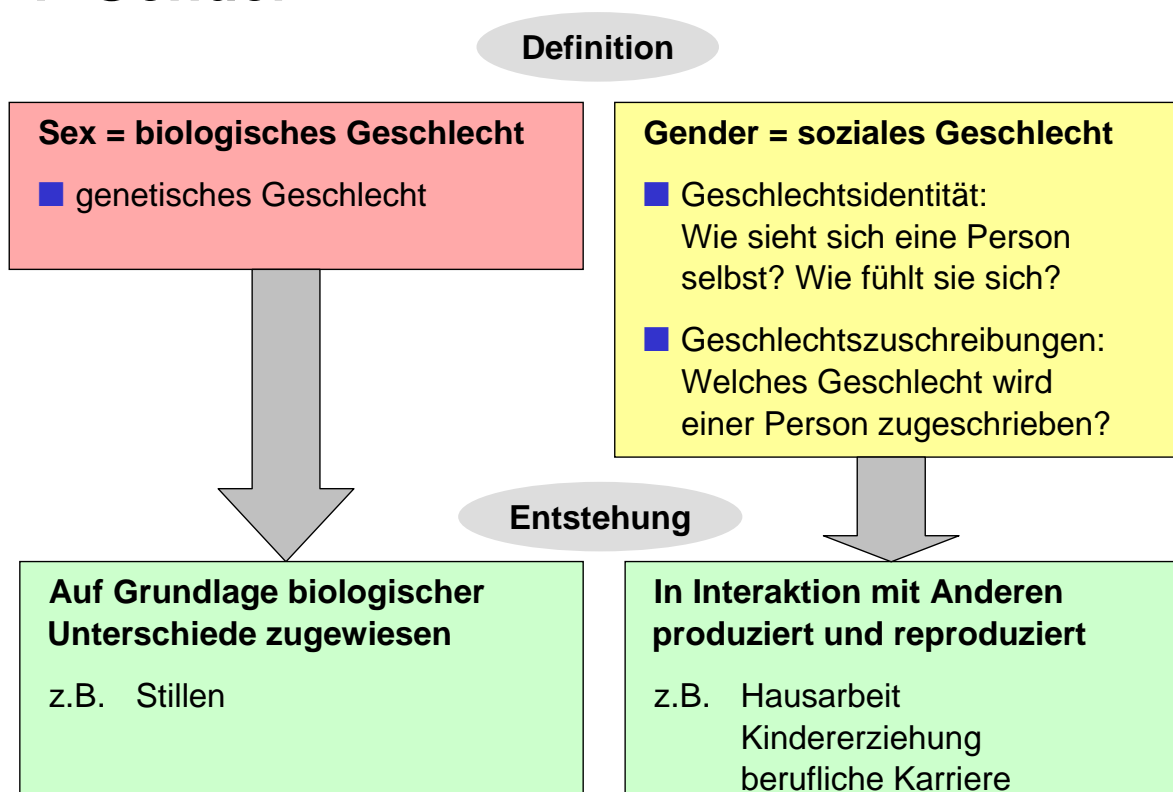 Definition
Sex = biologisches Geschlecht
genetisches Geschlecht
Gender = soziales Geschlecht
Geschlechtsidentität:
Wie sieht sich eine Person
selbst? Wie fühlt sie sich?
Geschlechtszuschreibungen:
Welches Geschlecht wird
einer Person zugeschrieben?
Entstehung
Auf Grundlage biologischer
Unterschiede zugewiesen
z.B. Stillen
In Interaktion mit Anderen
produziert und reproduziert
z.B. Hausarbeit
Kindererziehung
berufliche Karriere